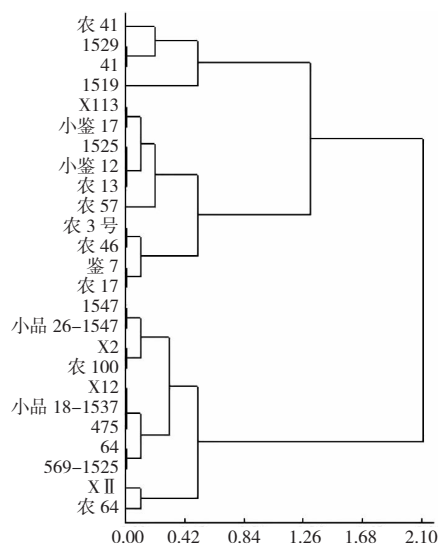 农 41
1529
41
1519
X113
小鉴 17
1525
小鉴 12
农 13
农 57
农 3 号
农 46
鉴 7
农 17
1547
小品 26-1547
X2
农 100
X12
小品 18-1537
475
64
569-1525
XⅡ
农 64
0.00 0.42 0.84 1.26 1.68 2.10